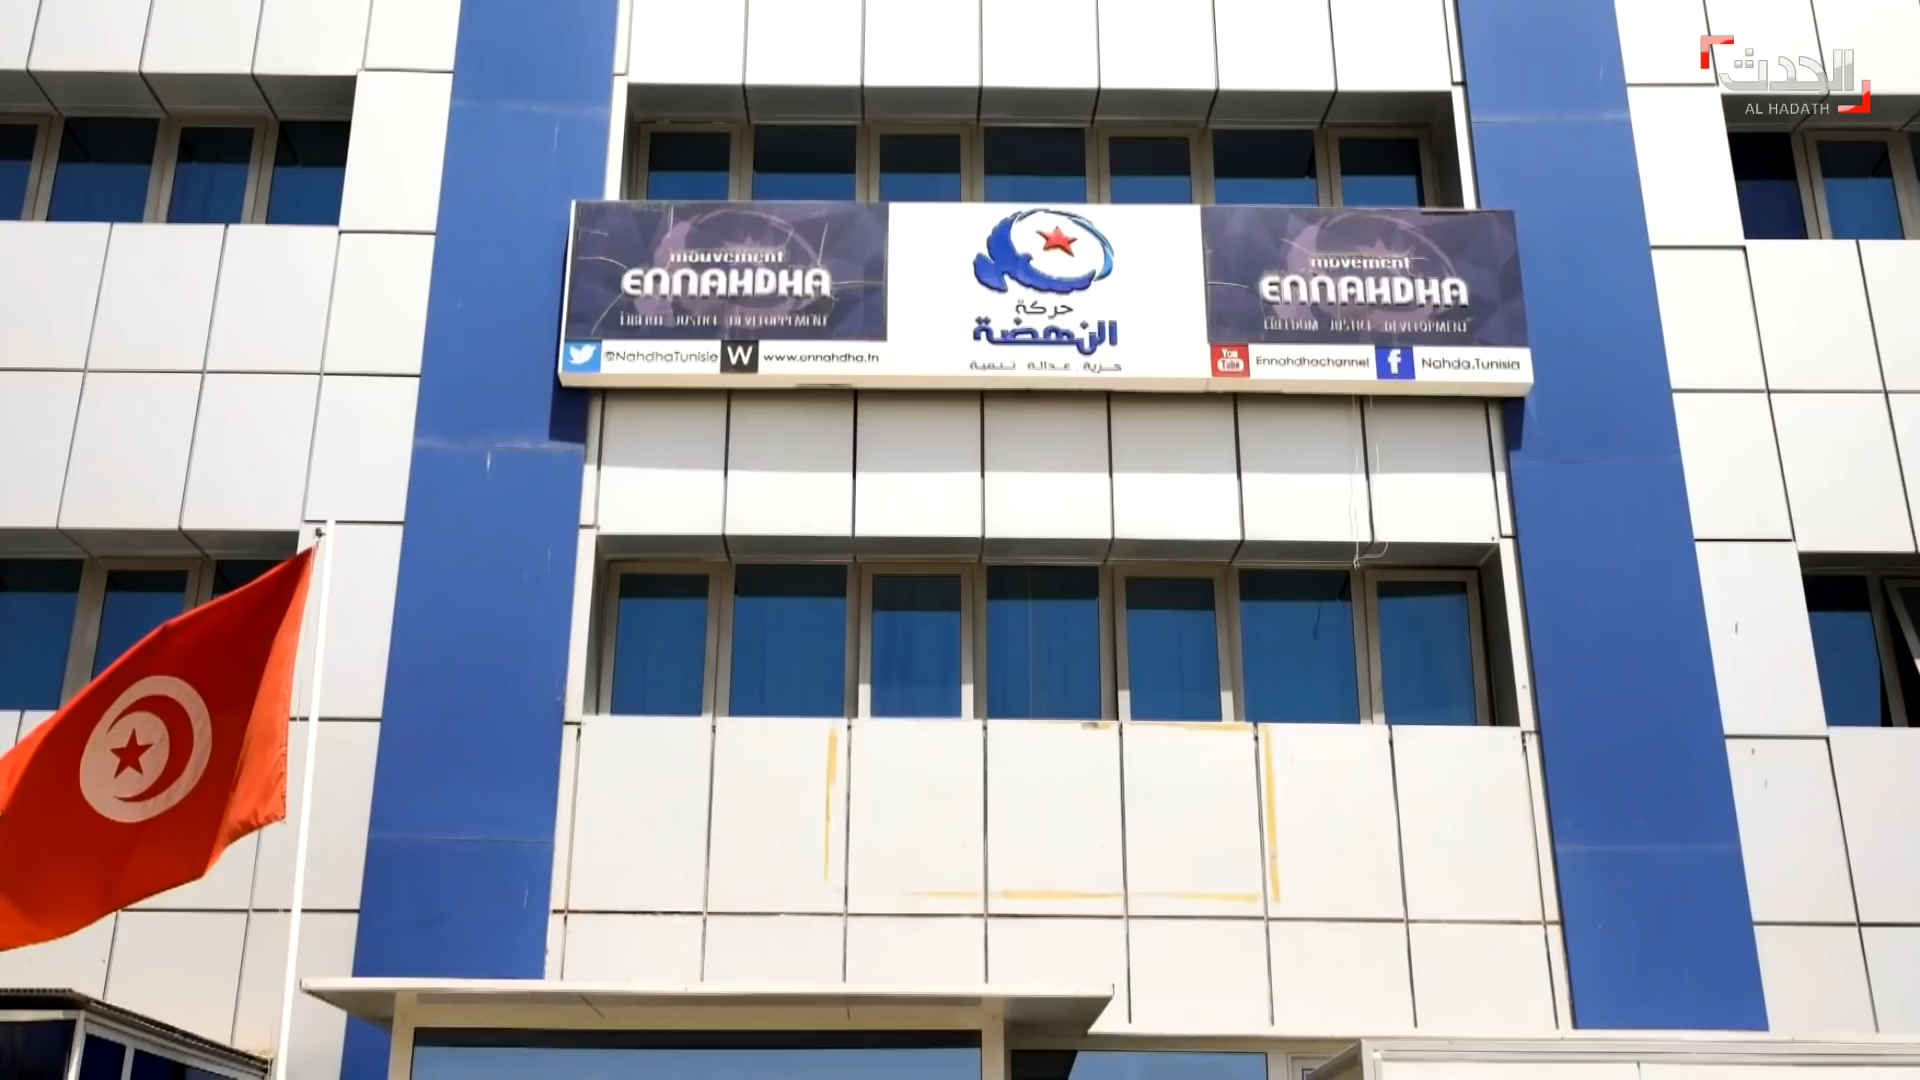 الحدث
AL HADATH
mouvement
ENNAHDHA
LIBERTÉ JUSTICE DEVELOPPEMENT
@NahdhaTunisie
W
www.ennahdha.tn
حركة
النهضة
حرية عدالة تنمية
movement
ENNAHDHA
FREEDOM JUSTICE DEVELOPMENT
You
Tube
Ennahdhachannel
f
Nahda.Tunisia